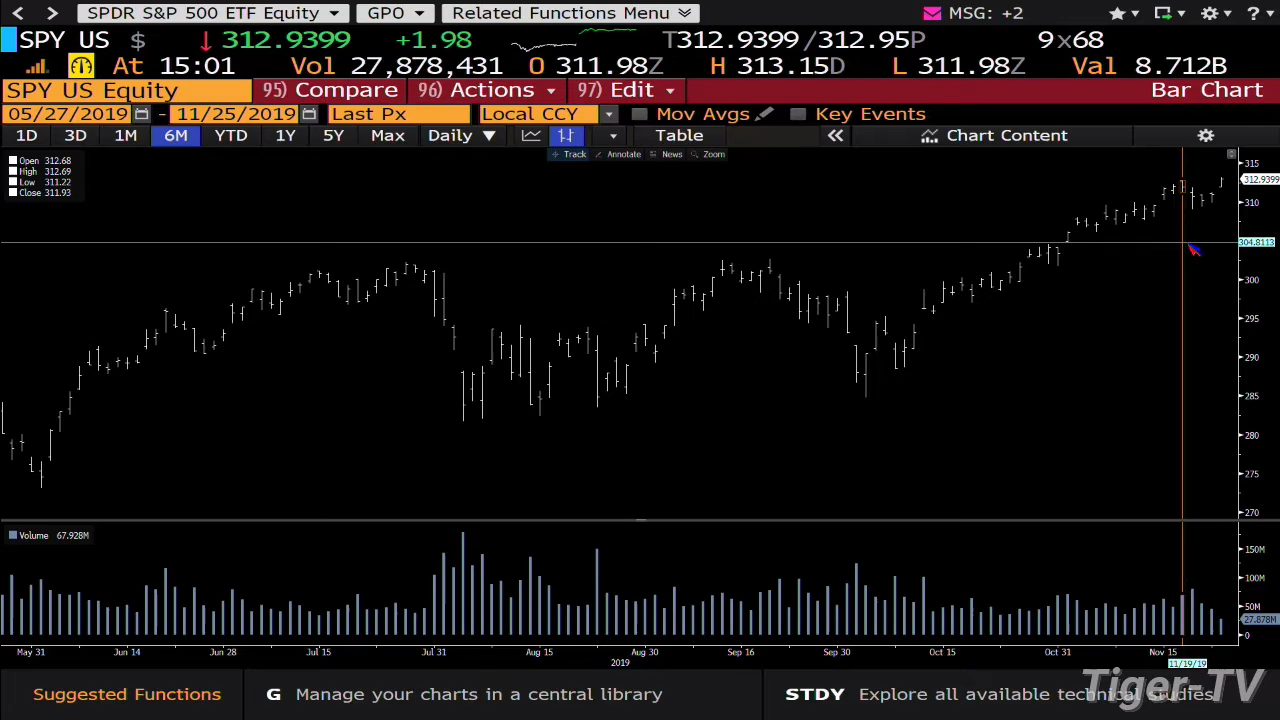 SPDR S&P 500 ETF Equity GPO Related Functions Menu MSG: +2
SPY US $ ↓ 312.9399 +1.98 T312.9399 /312.95P 9x68
At 15:01 Vol 27,878,431 O 311.98Z H 313.15D L 311.98Z Val 8.712B
SPY US Equity 95) Compare 96) Actions 97) Edit Bar Chart
05/27/2019 - 11/25/2019 Last Px Local CCY Mov Avgs Key Events
1D 3D 1M 6M YTD 1Y 5Y Max Daily ▼ Table « Chart Content
Track Annotate News Zoom
Open 312.68
High 312.69
Low 311.22
Close 311.93
315
312.9399
310
304.8113
300
295
290
285
280
275
270
Volume 67.928M
150M
100M
50M
27.878M
0
May 31 Jun 14 Jun 28 Jul 15 Jul 31 Aug 15 Aug 30 Sep 16 Sep 30 Oct 15 Oct 31 Nov 15
2019 11/19/19
Suggested Functions G Manage your charts in a central library STDY Explore all available technical studies
Tiger-TV